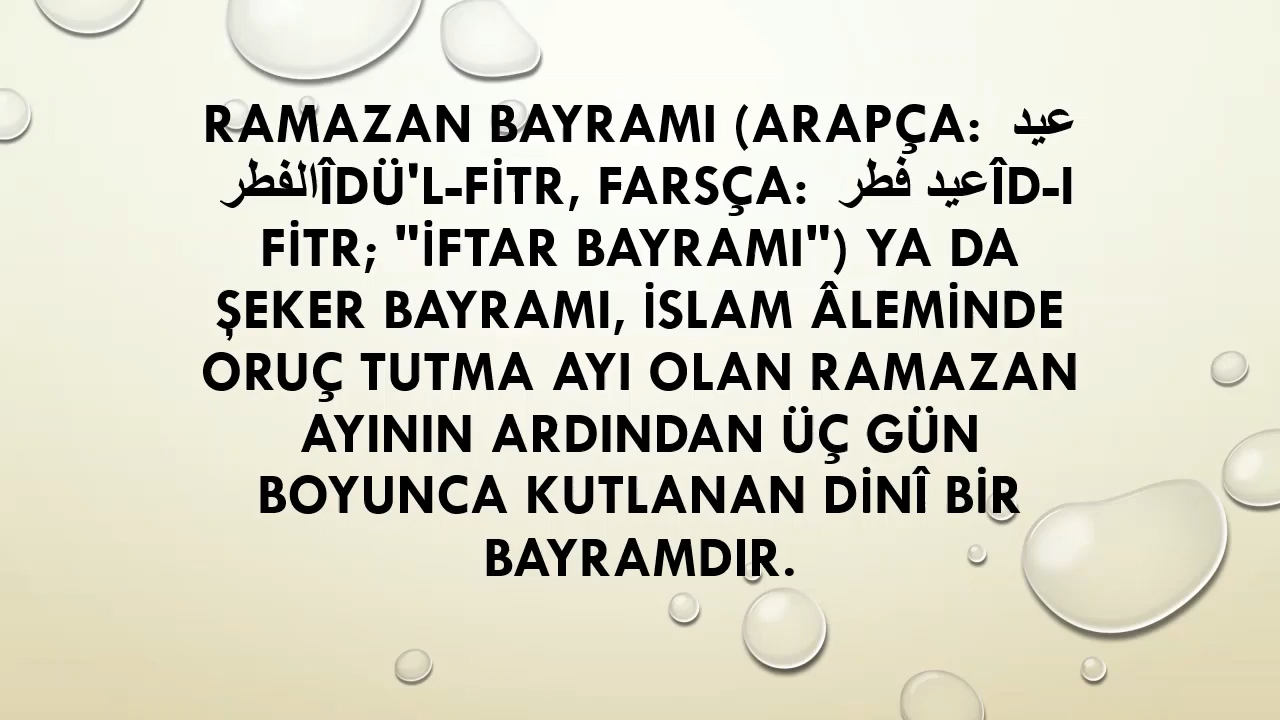 RAMAZAN BAYRAMI (ARAPÇA: عيد
الفطرÎDÜ'L-FİTR, FARSÇA: عيد فطرÎD-I
FİTR; "İFTAR BAYRAMI") YA DA
ŞEKER BAYRAMI, İSLAM ÂLEMİNDE
ORUÇ TUTMA AYI OLAN RAMAZAN
AYININ ARDINDAN ÜÇ GÜN
BOYUNCA KUTLANAN DİNÎ BİR
BAYRAMDIR.